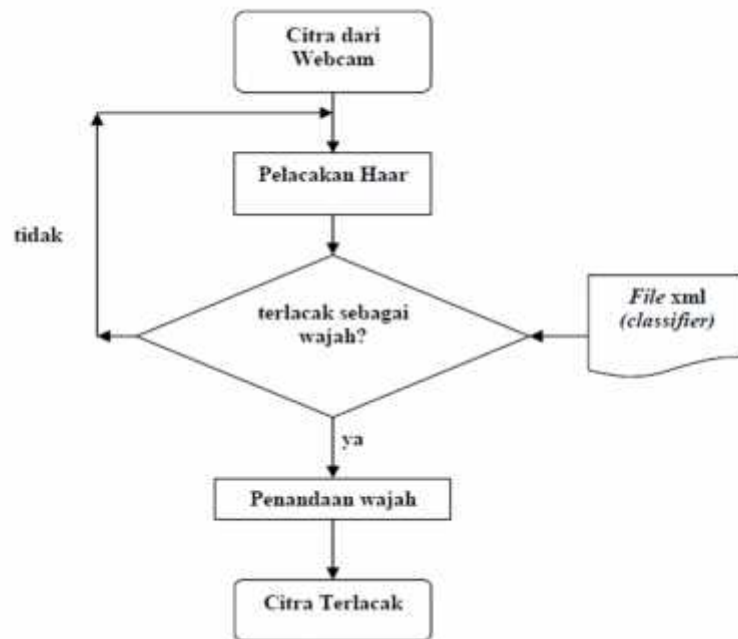 Citra dari
Webcam
Pelacakan Haar
tidak
terlacak sebagai
wajah?
File xml
(classifier)
ya
Penandaan wajah
Citra Terlacak